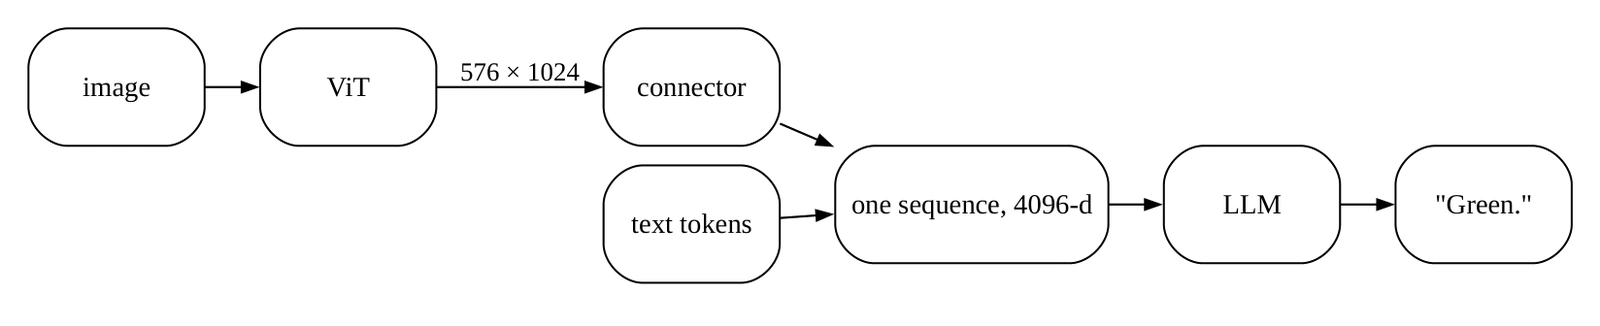 image
ViT
576 × 1024
connector
text tokens
one sequence, 4096-d
LLM
"Green."